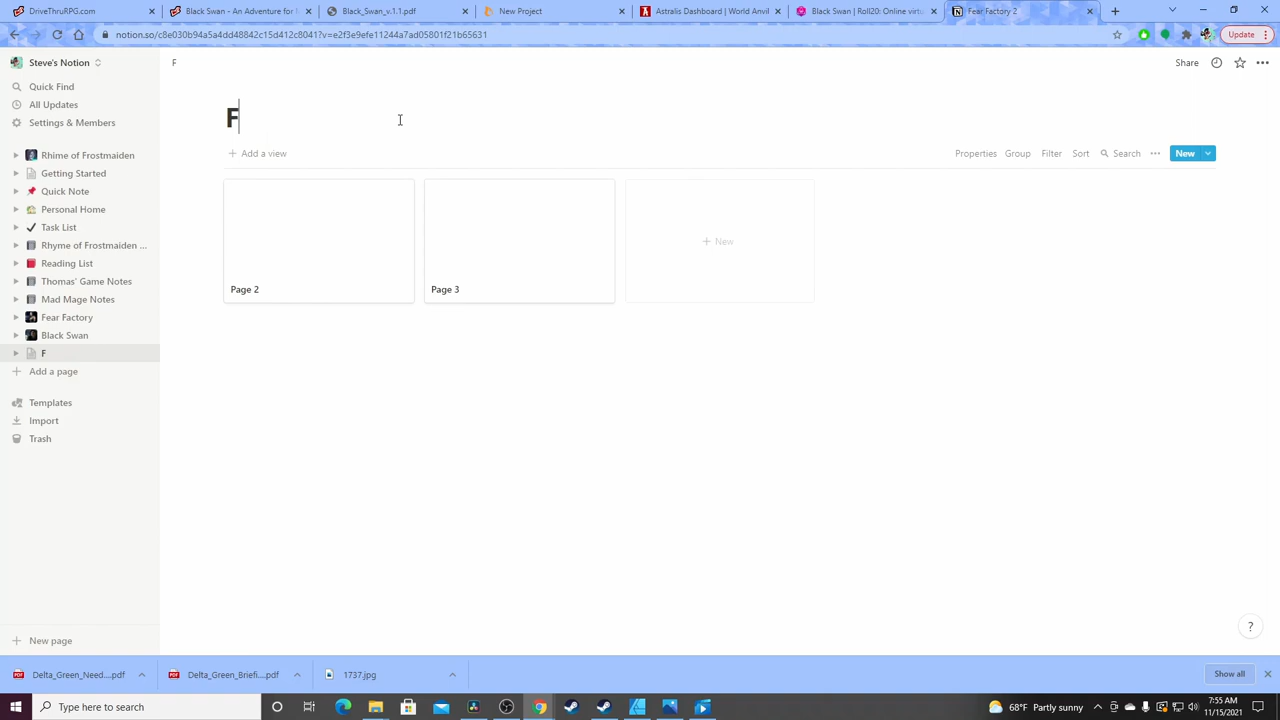 DriveThruRPG.com
Black Swan - An Adventure for M
Black_Swan_v.1.1.pdf
New Project
Astralis Dashboard | World Anvil
Black Swan | Roll20: Online virtu
Fear Factory 2
notion.so/c8e030b94a5a4dd48842c15d412c8041?v=e2f3e9efe11244a7ad05801f21b65631
Update
Steve's Notion
F
Share
Quick Find
All Updates
Settings & Members
F
Rhime of Frostmaiden
Getting Started
Quick Note
Personal Home
Task List
Rhyme of Frostmaiden ...
Reading List
Thomas' Game Notes
Mad Mage Notes
Fear Factory
Black Swan
F
Add a page
Templates
Import
Trash
New page
Add a view
Properties Group Filter Sort Search ... New
New
Page 2
Page 3
?
Delta_Green_Need....pdf
Delta_Green_Briefi....pdf
1737.jpg
Show all
Type here to search
68°F Partly sunny
7:55 AM
11/15/2021